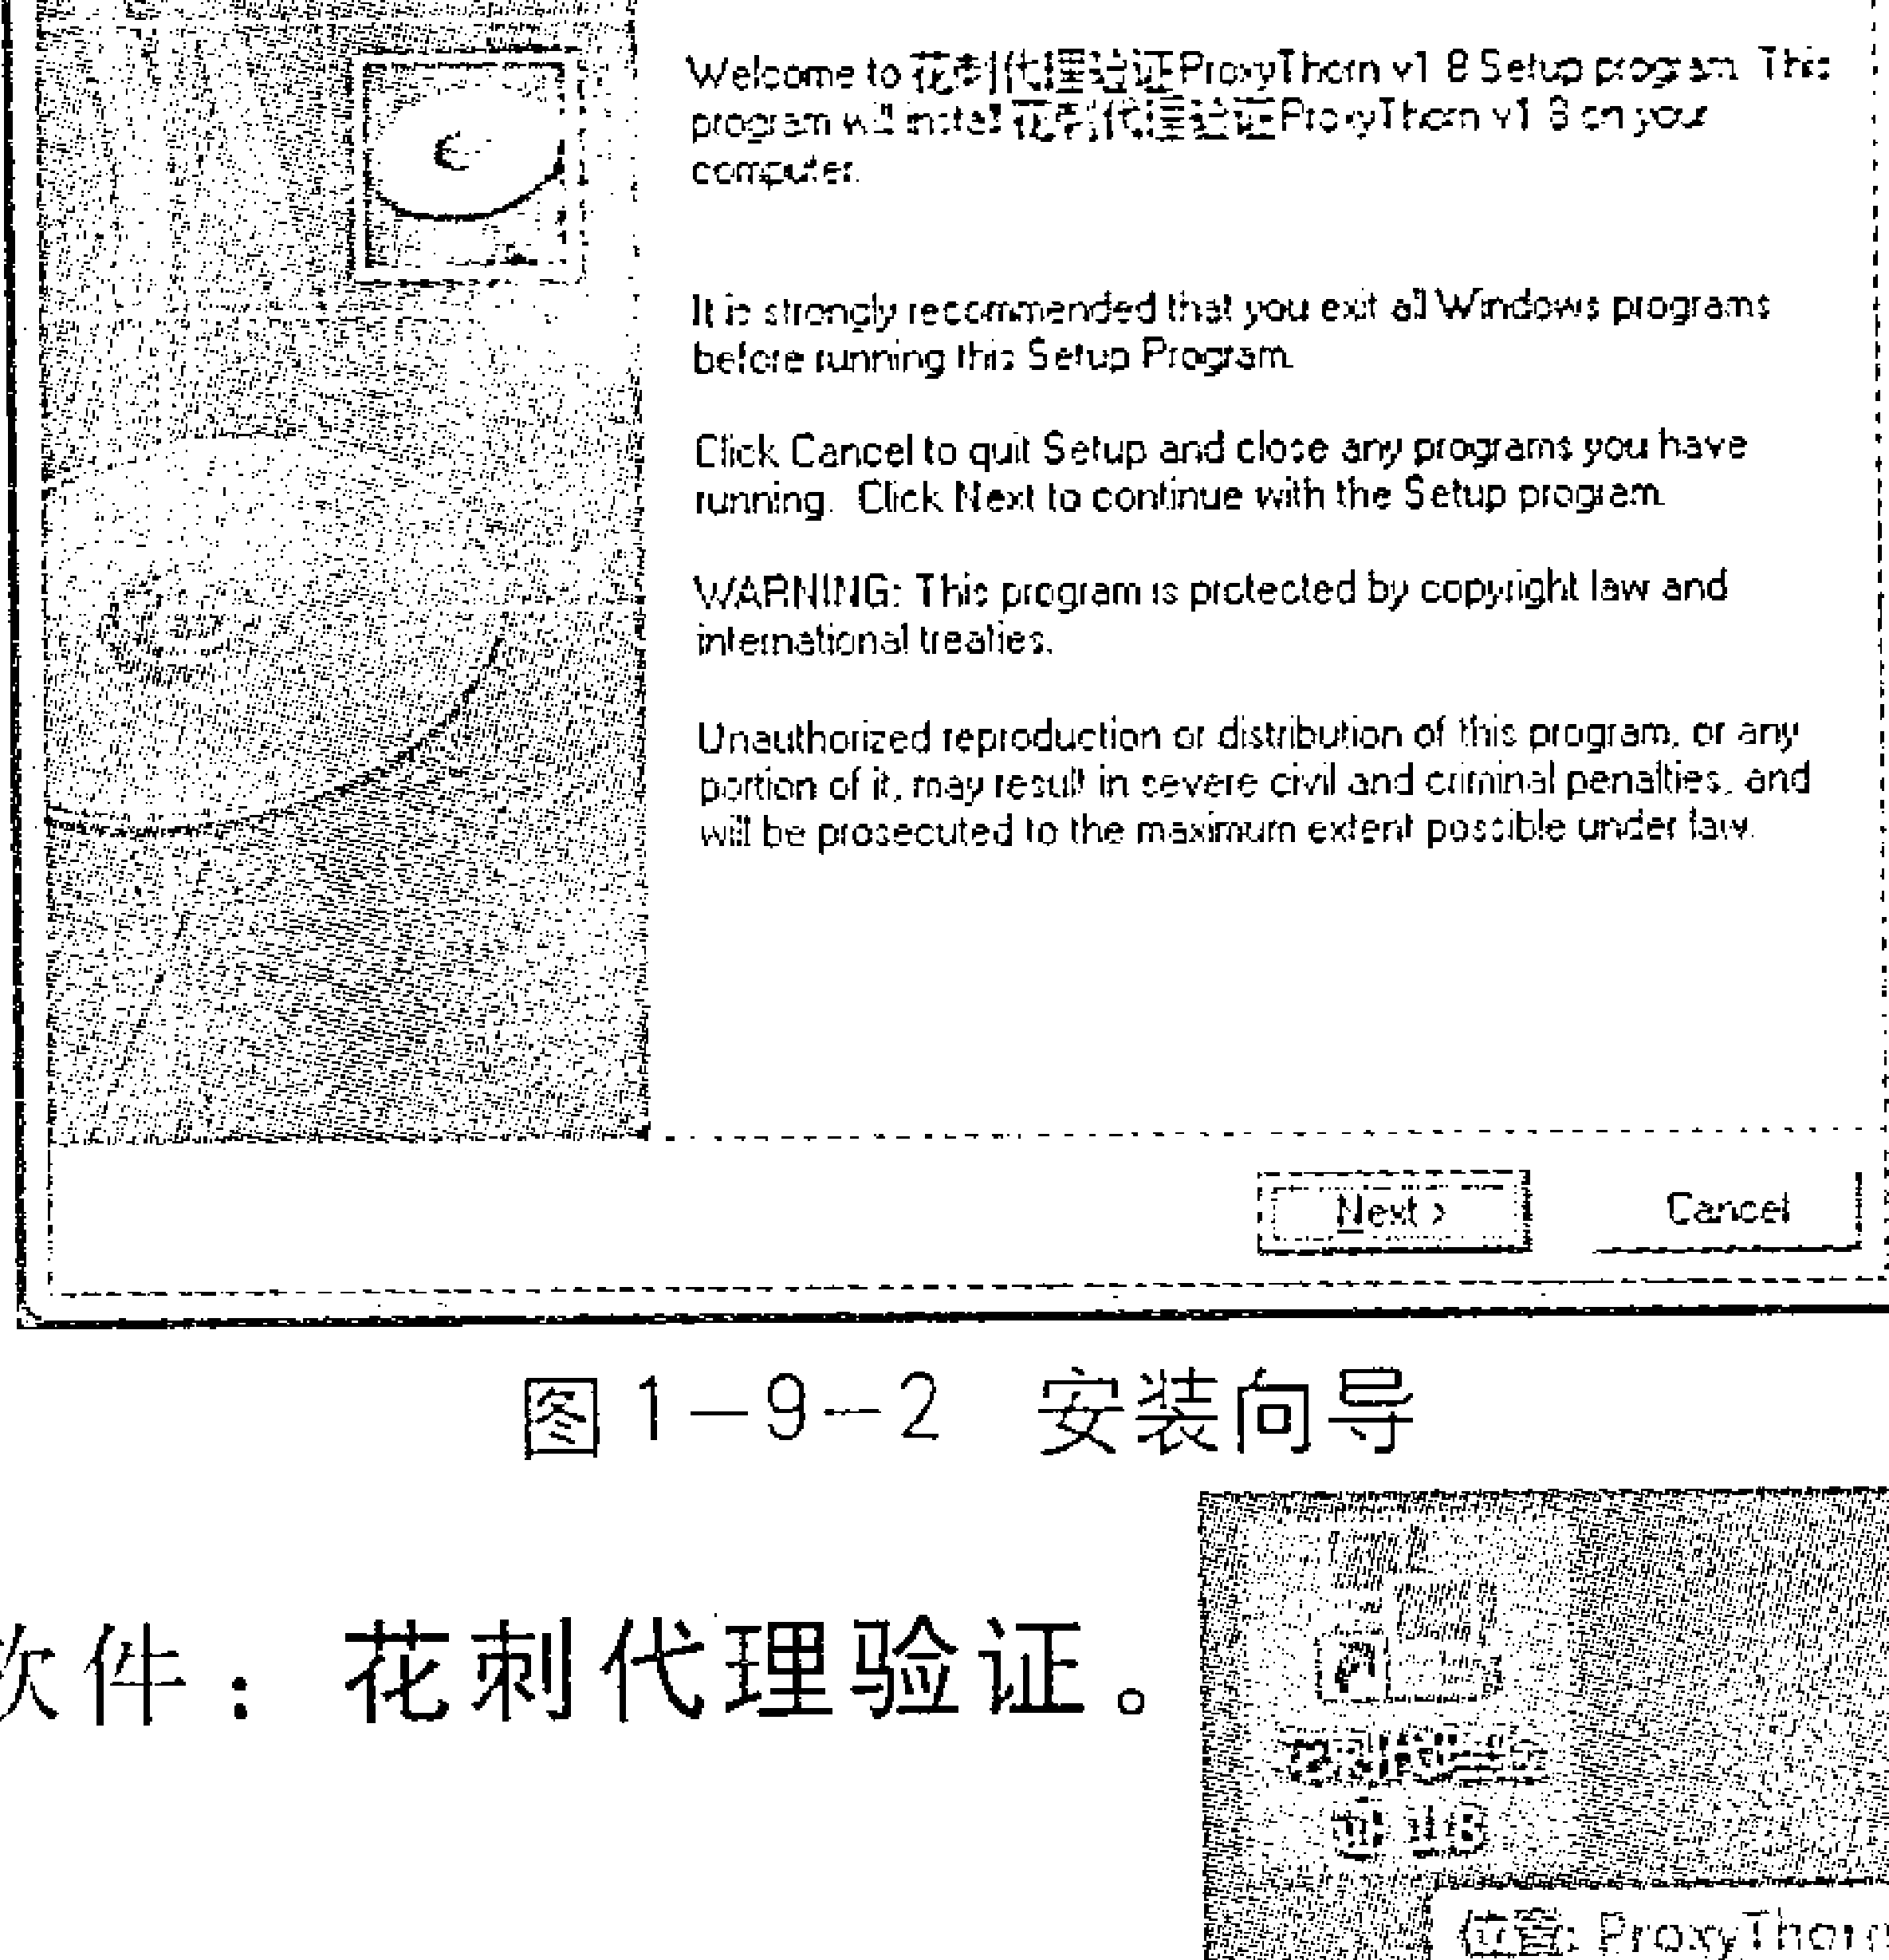 Welcome to 花刺代理验证ProxyThorn v1.8 Setup program. This
program will install 花刺代理验证ProxyThorn v1.8 on your
computer.
It is strongly recommended that you exit all Windows programs
before running this Setup Program.
Click Cancel to quit Setup and close any programs you have
running. Click Next to continue with the Setup program.
WARNING: This program is protected by copyright law and
international treaties.
Unauthorized reproduction or distribution of this program, or any
portion of it, may result in severe civil and criminal penalties, and
will be prosecuted to the maximum extent possible under law.
Next > Cancel
图1-9-2 安装向导
软件：花刺代理验证。
位置: ProxyThorn